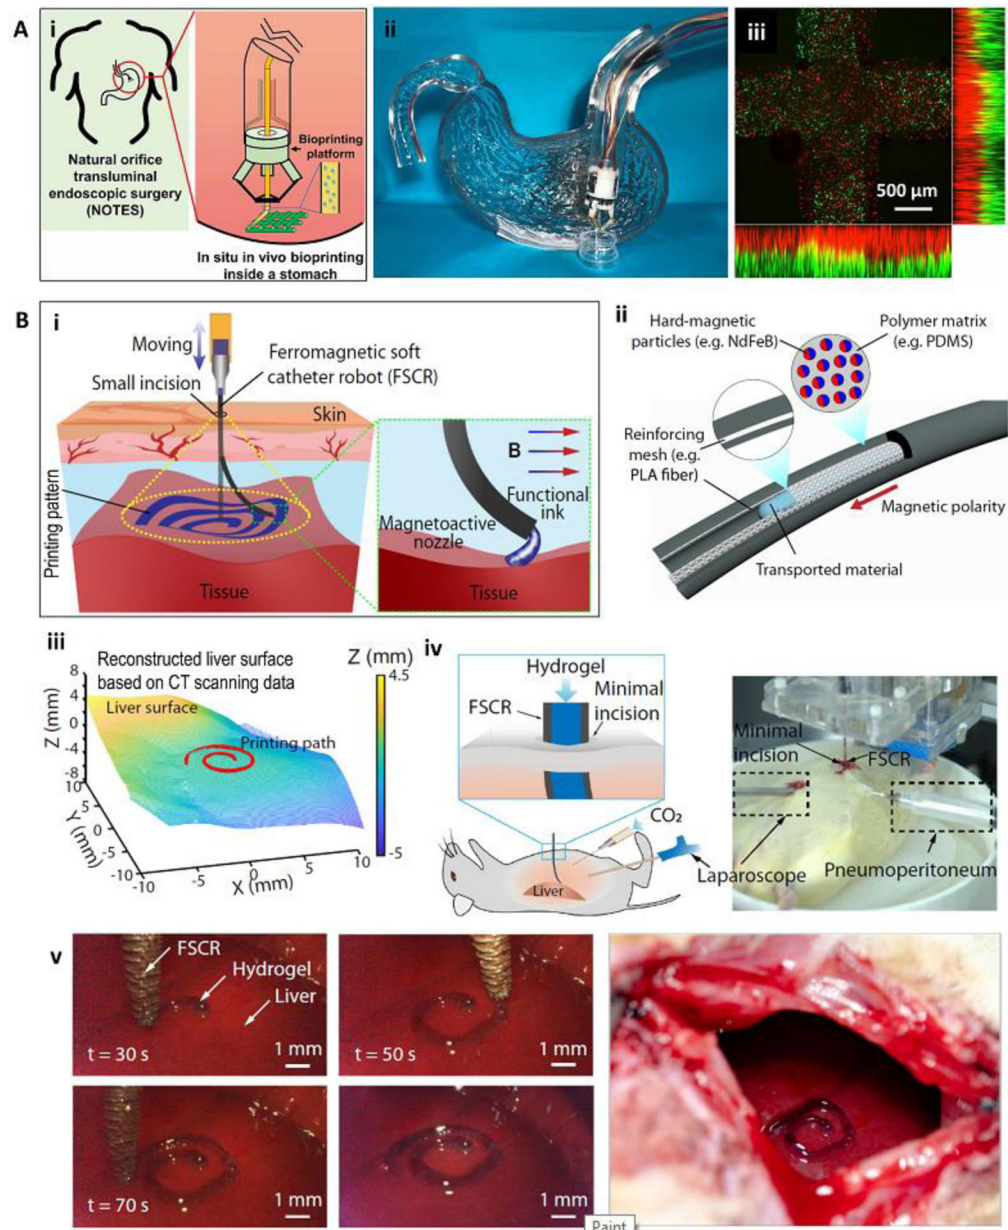 A
i
Natural orifice
transluminal
endoscopic surgery
(NOTES)
Bioprinting
platform
In situ in vivo bioprinting
inside a stomach
ii
iii
500 µm
B
i
Moving
Small incision
Ferromagnetic soft
catheter robot (FSCR)
Skin
Printing pattern
Tissue
B
Functional
ink
Magnetoactive
nozzle
Tissue
ii
Hard-magnetic
particles (e.g. NdFeB)
Polymer matrix
(e.g. PDMS)
Reinforcing
mesh (e.g.
PLA fiber)
Magnetic polarity
Transported material
iii
Reconstructed liver surface
based on CT scanning data
Liver surface
Printing path
Z (mm)
8
4
0
-4
-8
10
5
0
-5
-10
Y (mm)
-10
-5
0
5
10
X (mm)
Z (mm)
4.5
-5
iv
Hydrogel
FSCR
Minimal
incision
CO₂
Liver
Laparoscope
Minimal
incision
FSCR
Pneumoperitoneum
v
FSCR
Hydrogel
Liver
t = 30 s
1 mm
t = 50 s
1 mm
t = 70 s
1 mm
1 mm
Paint